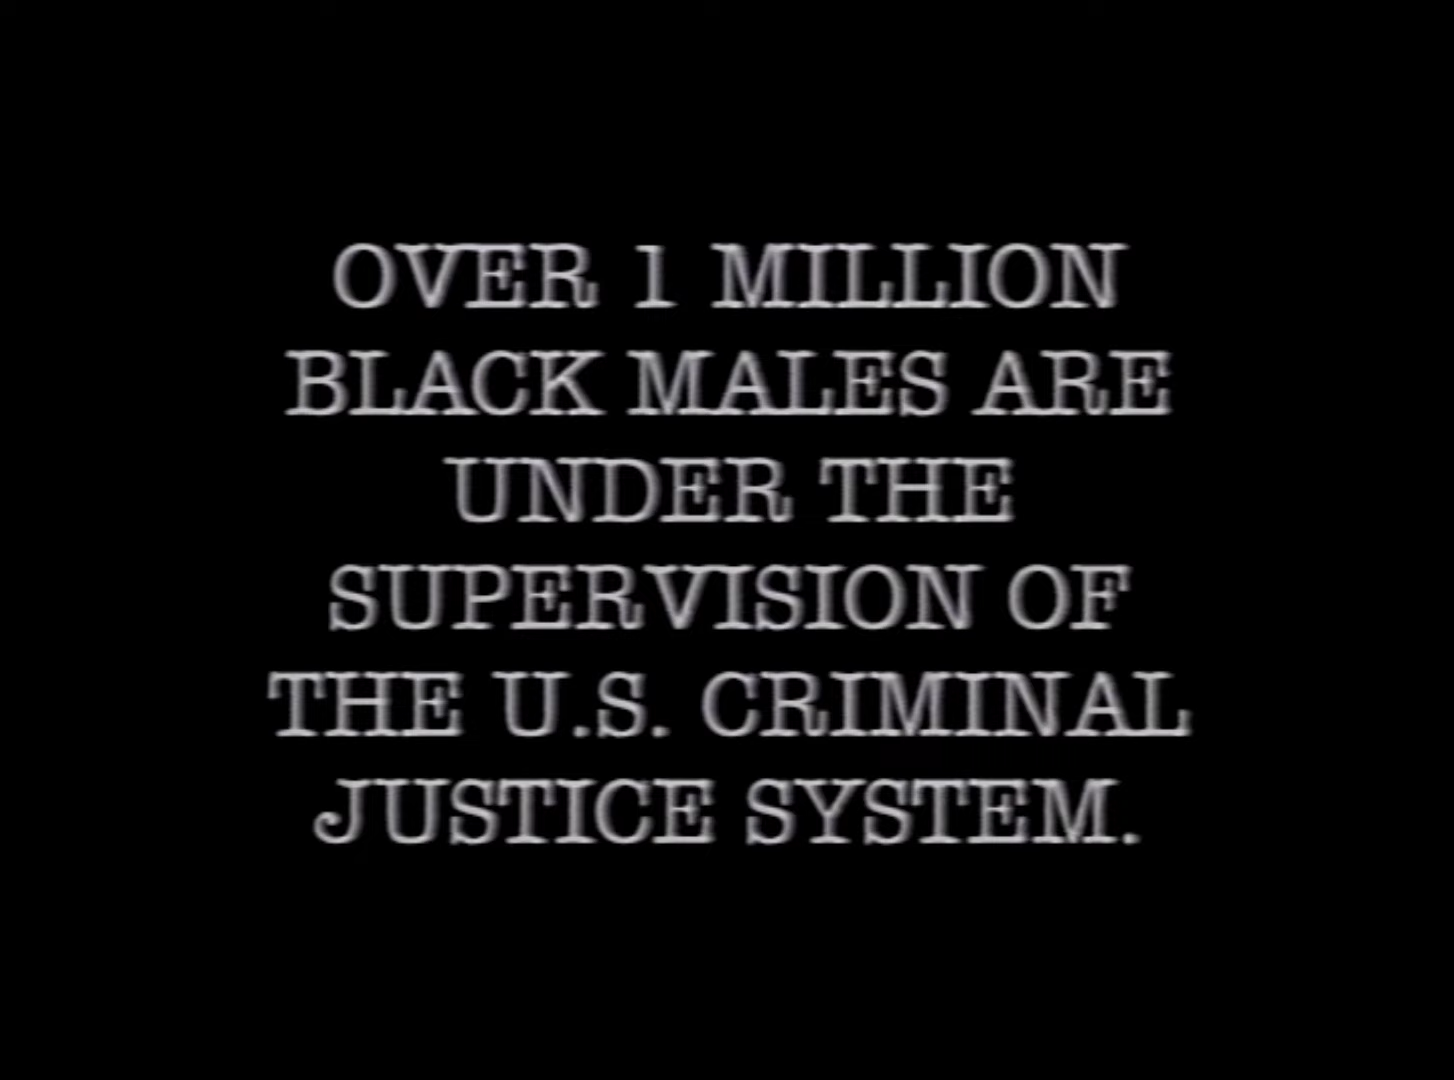 OVER 1 MILLION
BLACK MALES ARE
UNDER THE
SUPERVISION OF
THE U.S. CRIMINAL
JUSTICE SYSTEM.